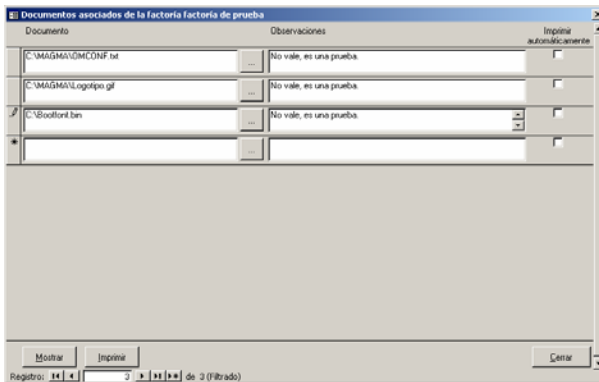 Documentos asociados de la factoría factoría de prueba
Documento Observaciones Imprimir
automáticamente
C:\MAGMA\OMCONF.txt ... No vale, es una prueba.
C:\MAGMA\Logotipo.gif ... No vale, es una prueba.
C:\Bootfont.bin ... No vale, es una prueba.
...
Mostrar Imprimir Cerrar
Registro: 3 de 3 (Filtrado)